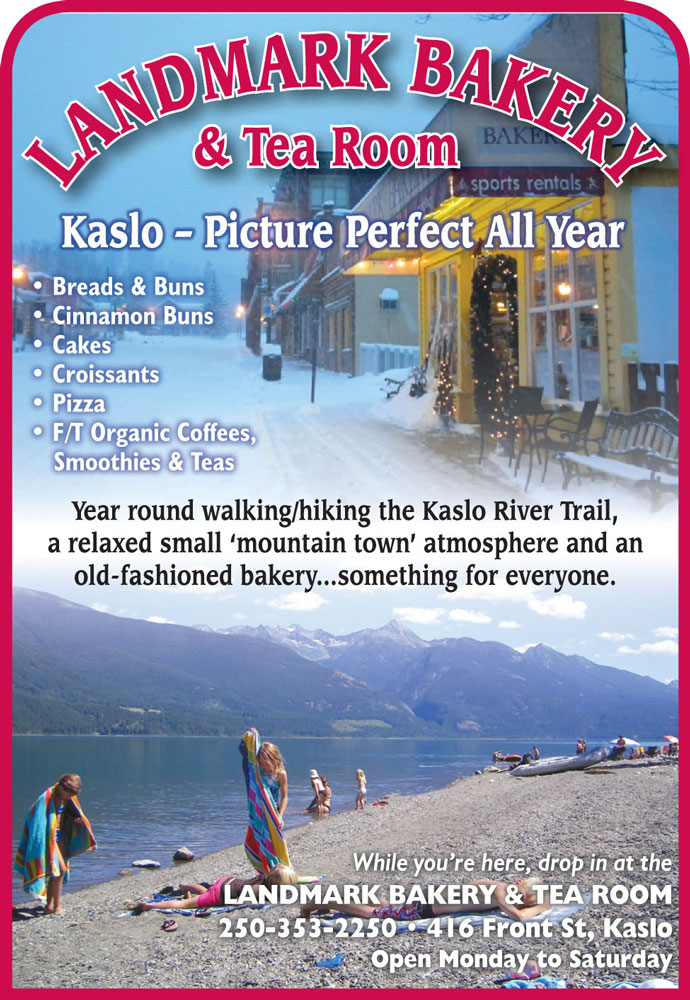 LANDMARK BAKERY
& Tea Room
BAKER
sports rentals
Kaslo – Picture Perfect All Year
• Breads & Buns
• Cinnamon Buns
• Cakes
• Croissants
• Pizza
• F/T Organic Coffees,
Smoothies & Teas
Year round walking/hiking the Kaslo River Trail,
a relaxed small ‘mountain town’ atmosphere and an
old-fashioned bakery...something for everyone.
While you’re here, drop in at the
LANDMARK BAKERY & TEA ROOM
250-353-2250 • 416 Front St, Kaslo
Open Monday to Saturday